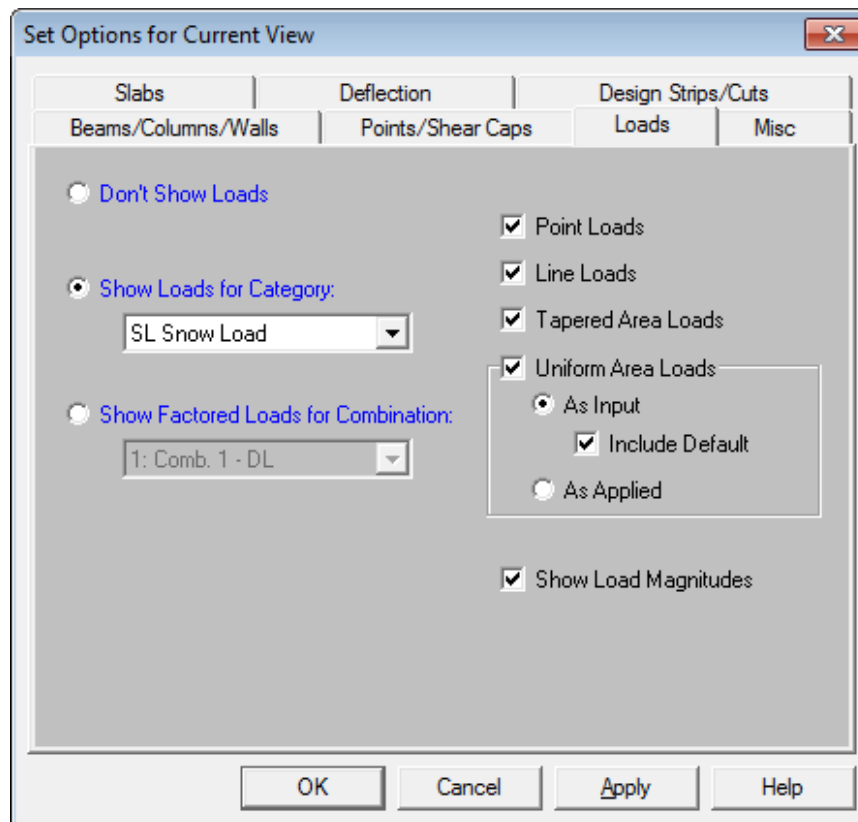 Set Options for Current View
Slabs
Deflection
Design Strips/Cuts
Beams/Columns/Walls
Points/Shear Caps
Loads
Misc
Don't Show Loads
Show Loads for Category:
SL Snow Load
Show Factored Loads for Combination:
1: Comb. 1 - DL
Point Loads
Line Loads
Tapered Area Loads
Uniform Area Loads
As Input
Include Default
As Applied
Show Load Magnitudes
OK
Cancel
Apply
Help